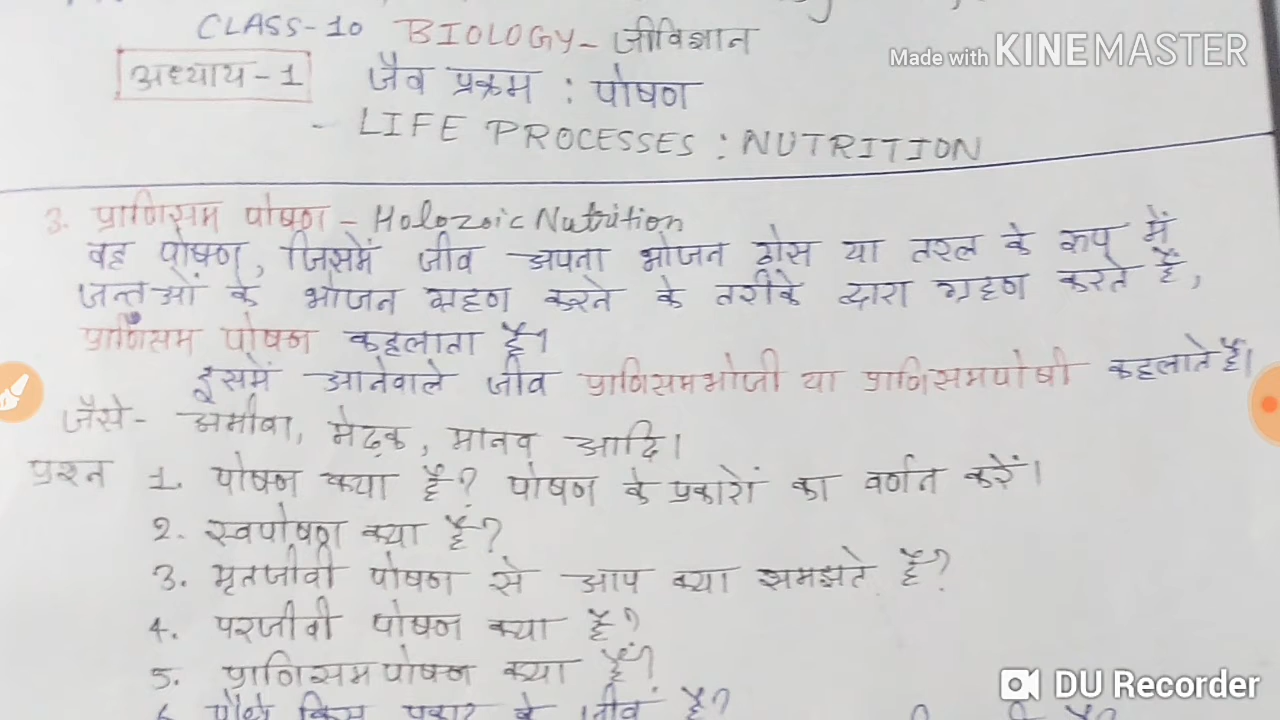 CLASS-10 BIOLOGY- जीवविज्ञान
Made with KINEMASTER
अध्याय-1 जैव प्रक्रम : पोषण
- LIFE PROCESSES : NUTRITION
3. प्राणिसम पोषण - Holozoic Nutrition
वह पोषण, जिसमें जीव अपना भोजन ठोस या तरल के रूप में
जन्तुओं के भोजन ग्रहण करने के तरीके द्वारा ग्रहण करते हैं,
प्राणिसम पोषण कहलाता है।
इसमें आनेवाले जीव प्राणिसमभोजी या प्राणिसमपोषी कहलाते हैं।
जैसे- अमीबा, मेढ़क, मानव आदि।
प्रश्न 1. पोषण क्या है? पोषण के प्रकारों का वर्णन करें।
2. स्वपोषण क्या है?
3. मृतजीवी पोषण से आप क्या समझते हैं?
4. परजीवी पोषण क्या है?
5. प्राणिसमपोषण क्या है?
6. पौधे किस प्रकार के जीव हैं?
DU Recorder